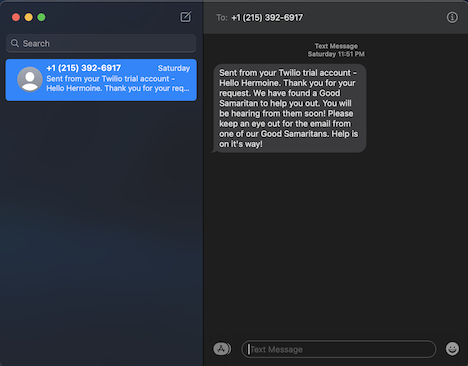 Search
+1 (215) 392-6917 Saturday
Sent from your Twilio trial account -
Hello Hermoine. Thank you for your req...
To: +1 (215) 392-6917
Text Message
Saturday 11:51 PM
Sent from your Twilio trial account -
Hello Hermoine. Thank you for your
request. We have found a Good
Samaritan to help you out. You will
be hearing from them soon! Please
keep an eye out for the email from
one of our Good Samaritans. Help is
on it's way!
Text Message